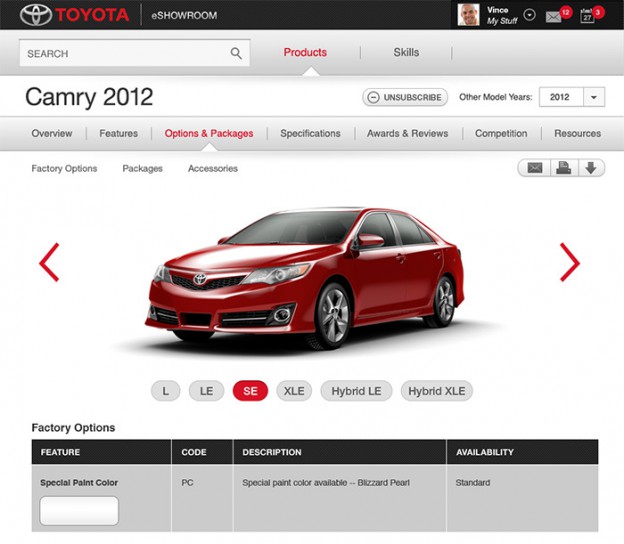 TOYOTA eSHOWROOM Vince
My Stuff 12 27 3
SEARCH Products Skills
Camry 2012 UNSUBSCRIBE Other Model Years: 2012
Overview Features Options & Packages Specifications Awards & Reviews Competition Resources
Factory Options Packages Accessories
L LE SE XLE Hybrid LE Hybrid XLE
Factory Options
FEATURE CODE DESCRIPTION AVAILABILITY
Special Paint Color PC Special paint color available -- Blizzard Pearl Standard